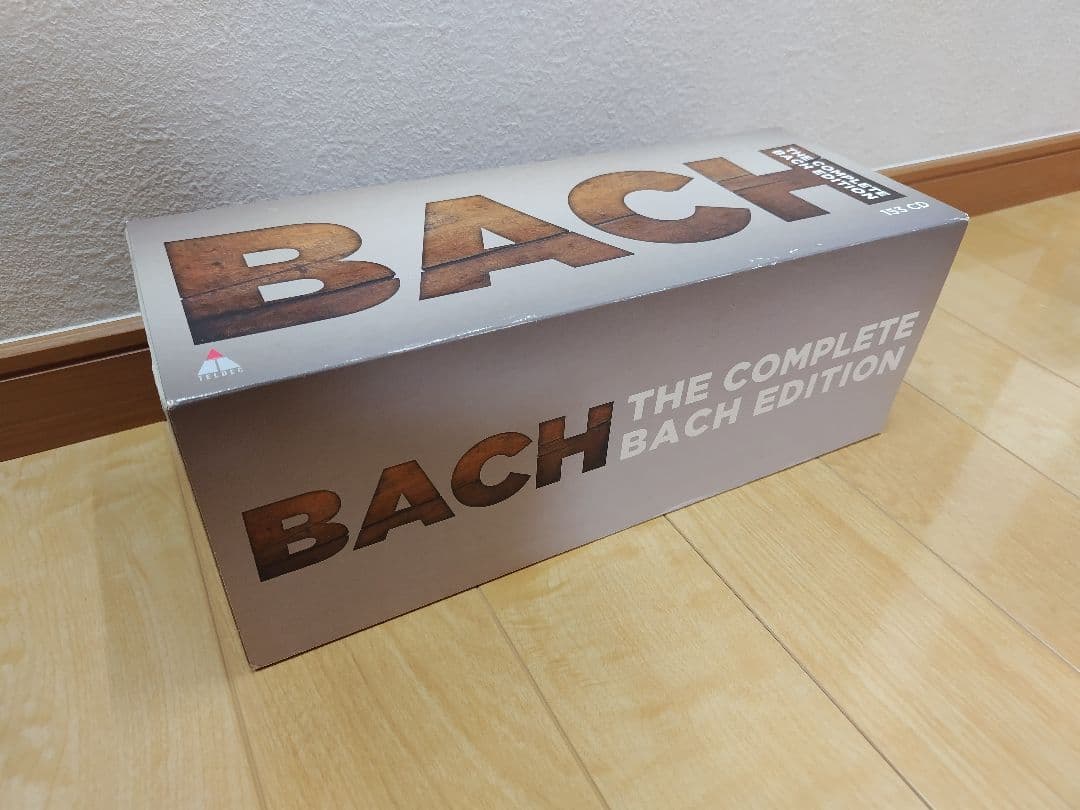 BACH
THE COMPLETE
BACH EDITION
153 CD
TELDEC
BACH
THE COMPLETE
BACH EDITION